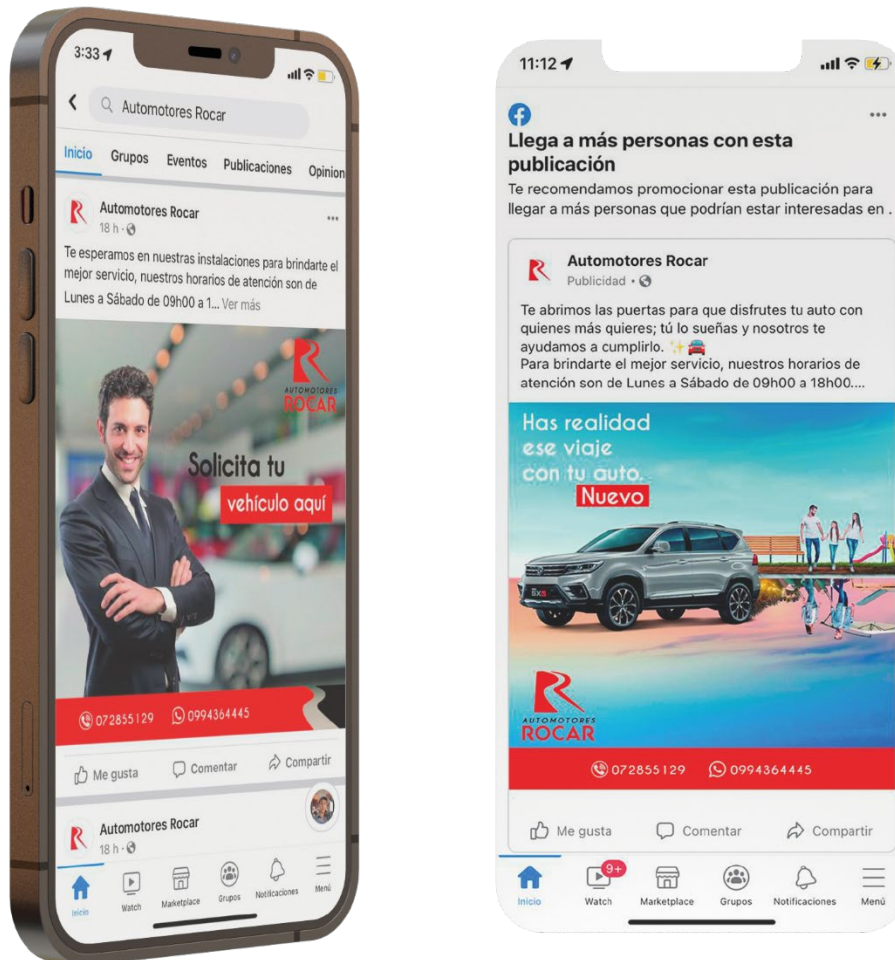 3:33
Automotores Rocar
Inicio Grupos Eventos Publicaciones Opinion
Automotores Rocar
18 h
Te esperamos en nuestras instalaciones para brindarte el
mejor servicio, nuestros horarios de atención son de
Lunes a Sábado de 09h00 a 1... Ver más
R
AUTOMOTORES
ROCAR
Solicita tu
vehículo aquí
072855129 0994364445
Me gusta Comentar Compartir
Automotores Rocar
18 h
Inicio Watch Marketplace Grupos Notificaciones Menú
11:12
Llega a más personas con esta
publicación
Te recomendamos promocionar esta publicación para
llegar a más personas que podrían estar interesadas en .
Automotores Rocar
Publicidad
Te abrimos las puertas para que disfrutes tu auto con
quienes más quieres; tú lo sueñas y nosotros te
ayudamos a cumplirlo. ✨🚘
Para brindarte el mejor servicio, nuestros horarios de
atención son de Lunes a Sábado de 09h00 a 18h00....
Has realidad
ese viaje
con tu auto.
Nuevo
SX5
R
AUTOMOTORES
ROCAR
072855129 0994364445
Me gusta Comentar Compartir
9+
Inicio Watch Marketplace Grupos Notificaciones Menú